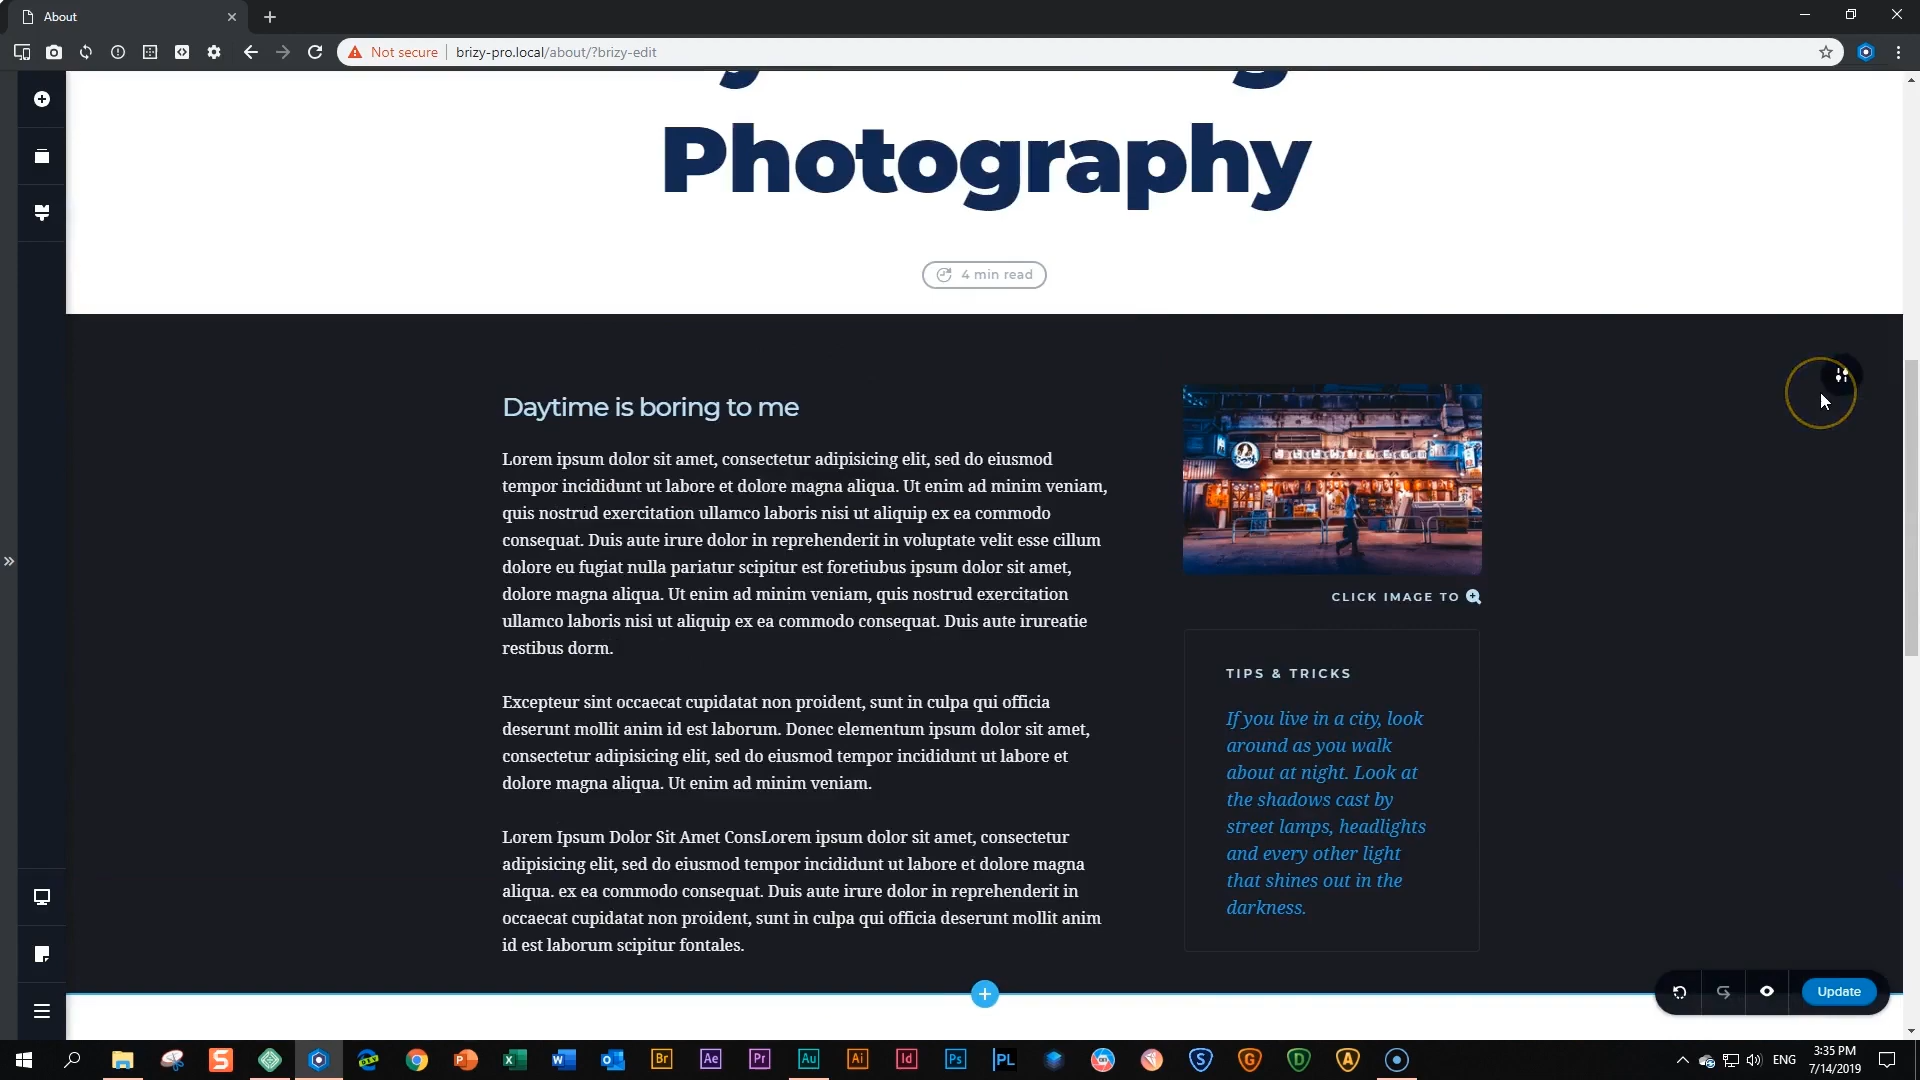 About
Not secure
brizy-pro.local/about/?brizy-edit
Photography
4 min read
Daytime is boring to me
Lorem ipsum dolor sit amet, consectetur adipisicing elit, sed do eiusmod
tempor incididunt ut labore et dolore magna aliqua. Ut enim ad minim veniam,
quis nostrud exercitation ullamco laboris nisi ut aliquip ex ea commodo
consequat. Duis aute irure dolor in reprehenderit in voluptate velit esse cillum
dolore eu fugiat nulla pariatur scipitur est foretiubus ipsum dolor sit amet,
dolore magna aliqua. Ut enim ad minim veniam, quis nostrud exercitation
ullamco laboris nisi ut aliquip ex ea commodo consequat. Duis aute irureatie
restibus dorm.
Excepteur sint occaecat cupidatat non proident, sunt in culpa qui officia
deserunt mollit anim id est laborum. Donec elementum ipsum dolor sit amet,
consectetur adipisicing elit, sed do eiusmod tempor incididunt ut labore et
dolore magna aliqua. Ut enim ad minim veniam.
Lorem Ipsum Dolor Sit Amet ConsLorem ipsum dolor sit amet, consectetur
adipisicing elit, sed do eiusmod tempor incididunt ut labore et dolore magna
aliqua. ex ea commodo consequat. Duis aute irure dolor in reprehenderit in
occaecat cupidatat non proident, sunt in culpa qui officia deserunt mollit anim
id est laborum scipitur fontales.
CLICK IMAGE TO
TIPS & TRICKS
If you live in a city, look
around as you walk
about at night. Look at
the shadows cast by
street lamps, headlights
and every other light
that shines out in the
darkness.
Update
Br
Ae
Pr
Au
Ai
Id
Ps
PL
S
G
D
A
ENG
3:35 PM
7/14/2019